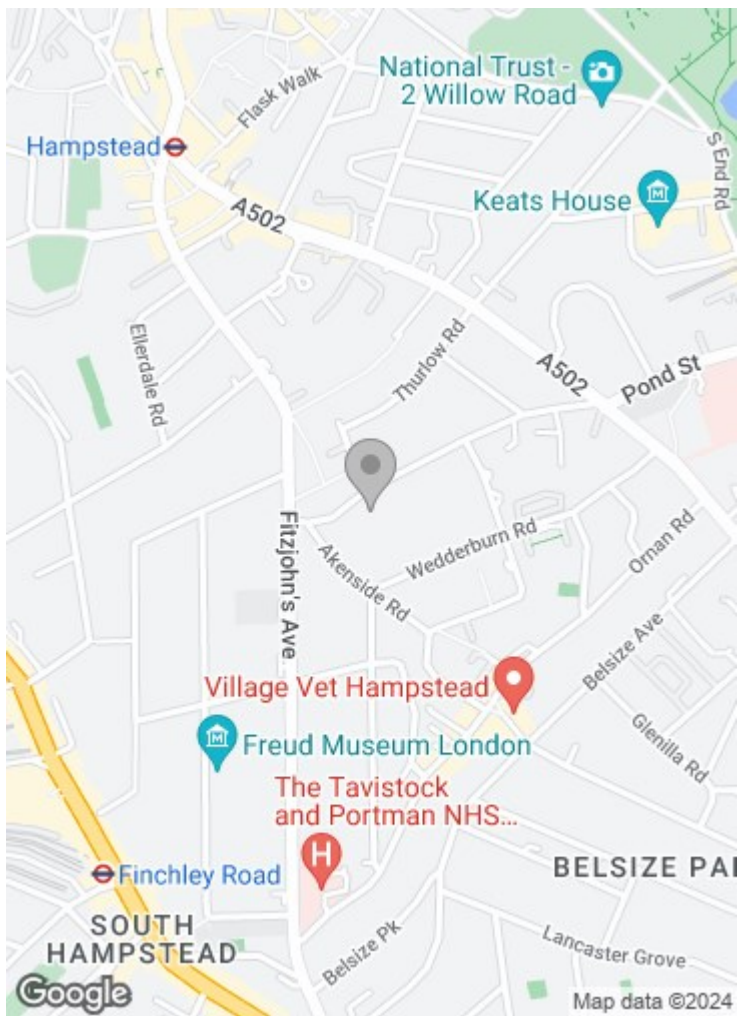 National Trust -
2 Willow Road
Flask Walk
Hampstead
S End Rd
Keats House
A502
Ellerdale Rd
Thurlow Rd
A502
Pond St
Fitzjohn's Ave
Akenside Rd
Wedderburn Rd
Ornan Rd
Belsize Ave
Village Vet Hampstead
Glenilla Rd
Freud Museum London
The Tavistock
and Portman NHS...
H
Finchley Road
BELSIZE PA
SOUTH
HAMPSTEAD
Belsize Pk
Lancaster Grove
Google
Map data ©2024